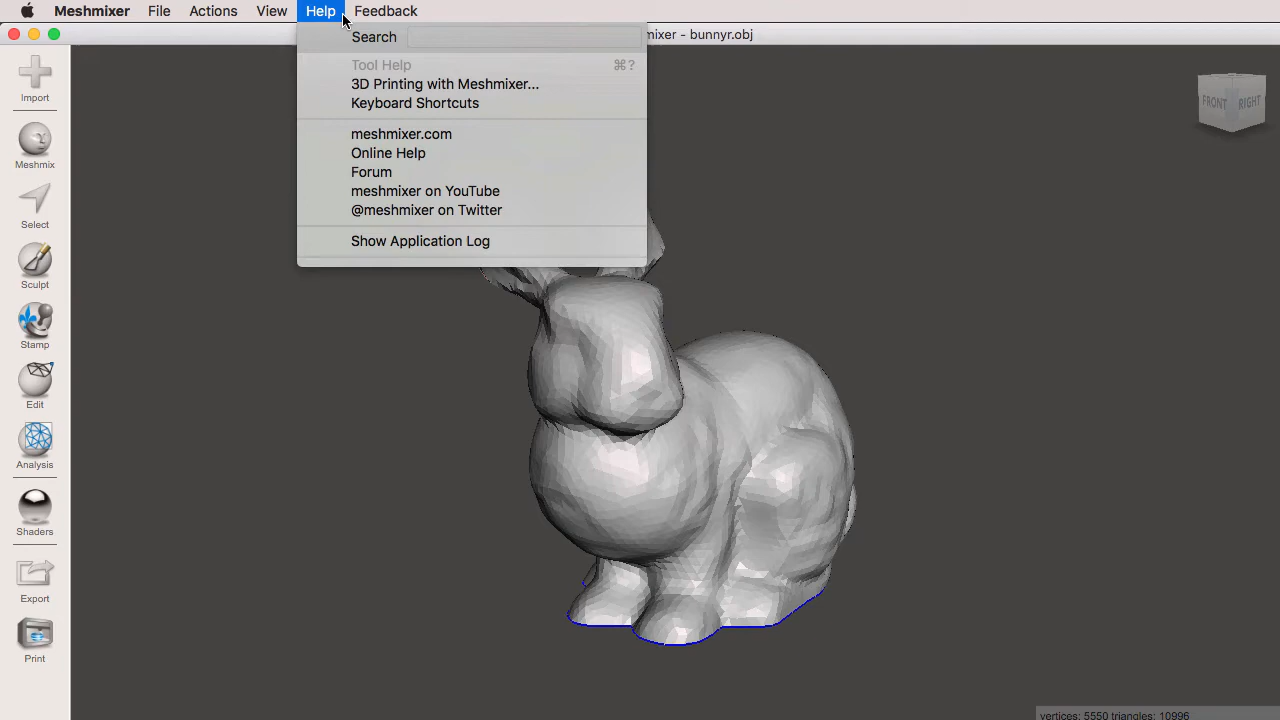 Meshmixer File Actions View Help Feedback
mixer - bunnyr.obj
Search
Tool Help ⌘?
3D Printing with Meshmixer...
Keyboard Shortcuts
meshmixer.com
Online Help
Forum
meshmixer on YouTube
@meshmixer on Twitter
Show Application Log
Import
Meshmix
Select
Sculpt
Stamp
Edit
Analysis
Shaders
Export
Print
FRONT RIGHT
vertices: 5550 triangles: 10996